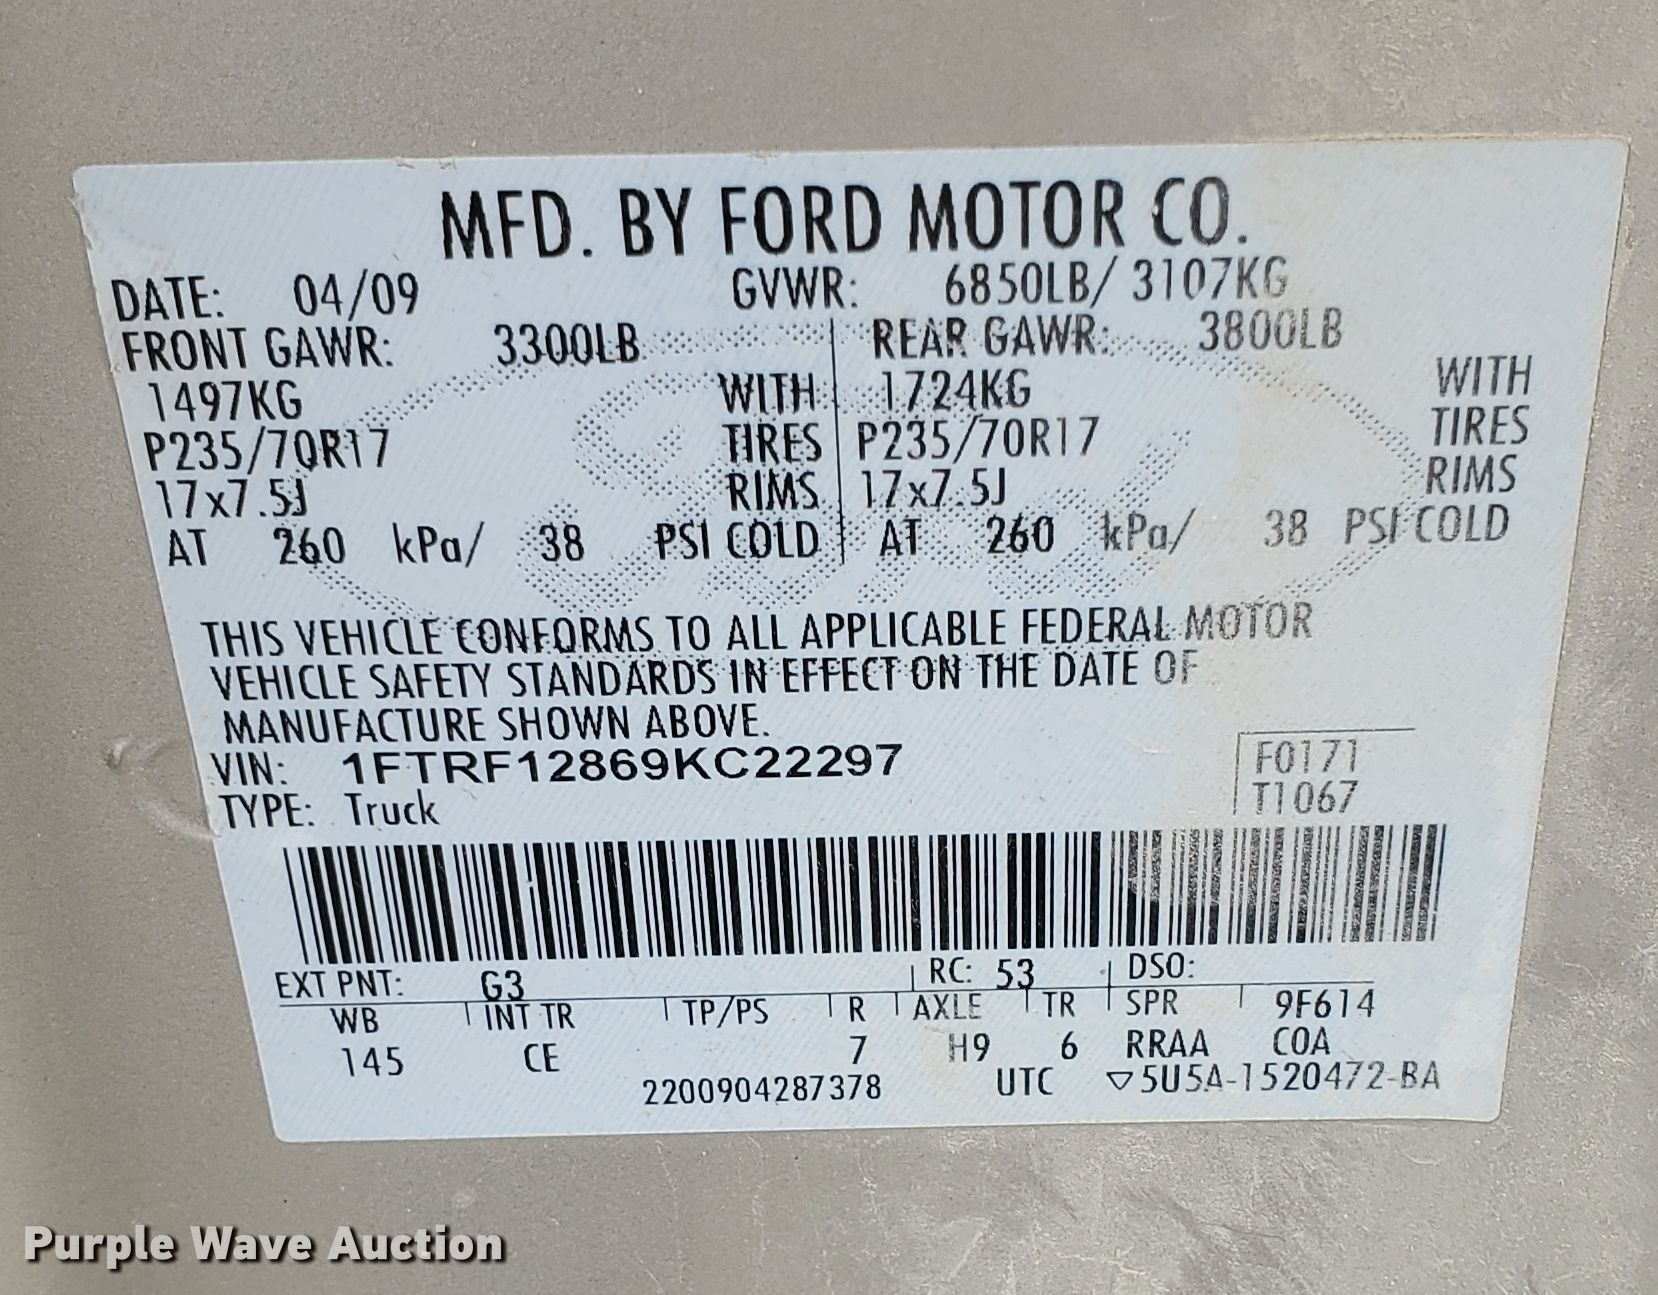 MFD. BY FORD MOTOR CO.
DATE: 04/09 GVWR: 6850LB/ 3107KG
FRONT GAWR: 3300LB REAR GAWR: 3800LB
1497KG WITH 1724KG WITH
P235/70R17 TIRES P235/70R17 TIRES
17x7.5J RIMS 17x7.5J RIMS
AT 260 kPa/ 38 PSI COLD AT 260 kPa/ 38 PSI COLD
THIS VEHICLE CONFORMS TO ALL APPLICABLE FEDERAL MOTOR
VEHICLE SAFETY STANDARDS IN EFFECT ON THE DATE OF
MANUFACTURE SHOWN ABOVE.
VIN: 1FTRF12869KC22297 F0171
TYPE: Truck T1067
EXT PNT: G3 RC: 53 DSO:
WB INT TR TP/PS R AXLE TR SPR 9F614
145 CE 7 H9 6 RRAA COA
2200904287378 UTC ▽5U5A-1520472-BA
Purple Wave Auction